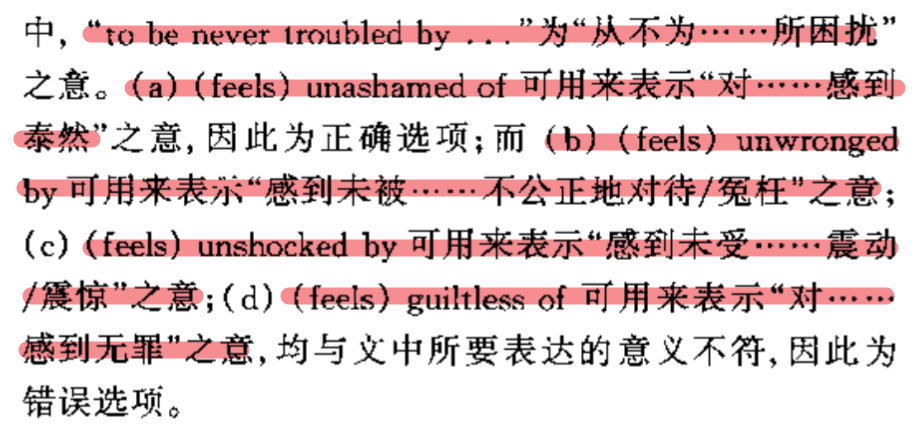 中，“to be never troubled by ...”为“从不为……所困扰”
之意。(a) (feels) unashamed of 可用来表示“对……感到
泰然”之意，因此为正确选项；而 (b) (feels) unwronged
by 可用来表示“感到未被……不公正地对待/冤枉”之意；
(c) (feels) unshocked by 可用来表示“感到未受……震动
/震惊”之意；(d) (feels) guiltless of 可用来表示“对……
感到无罪”之意，均与文中所要表达的意义不符，因此为
错误选项。